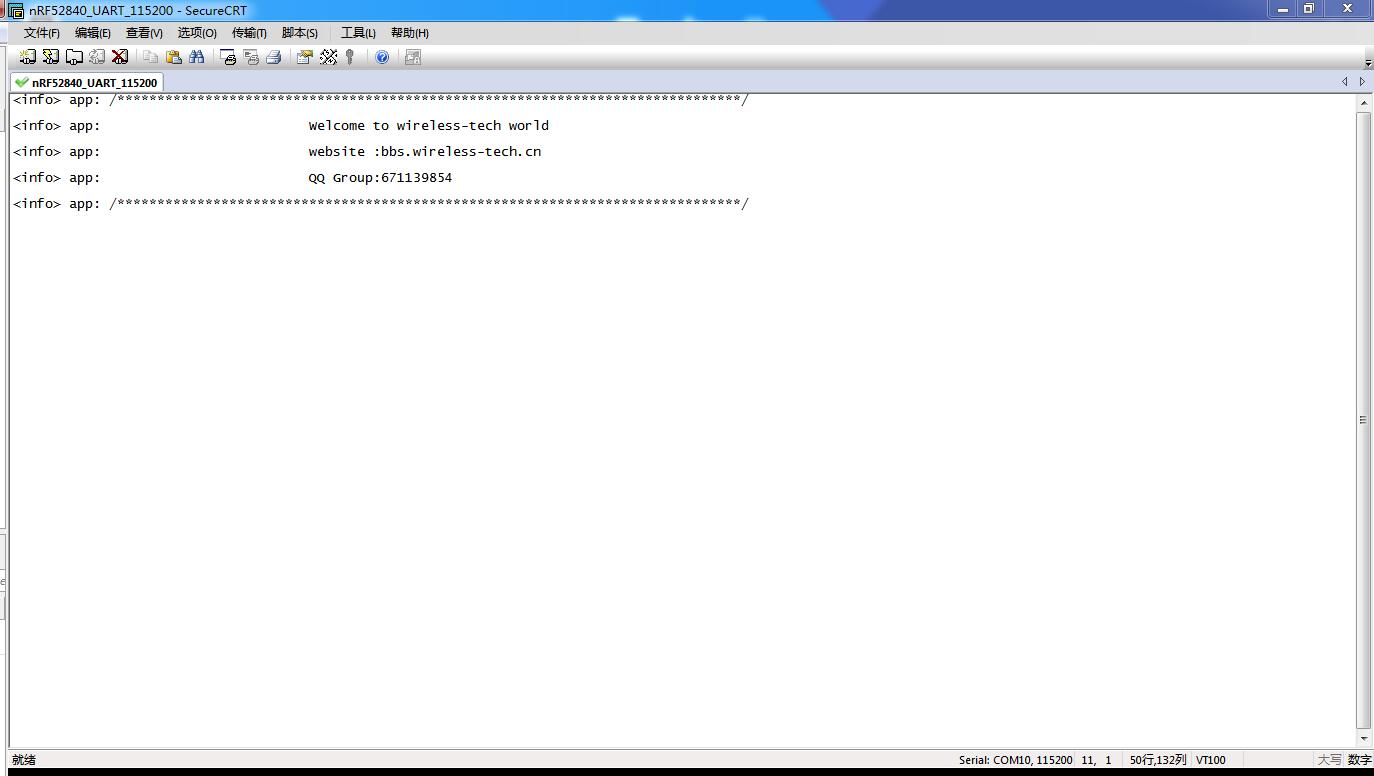 nRF52840_UART_115200 - SecureCRT
文件(F) 编辑(E) 查看(V) 选项(O) 传输(T) 脚本(S) 工具(L) 帮助(H)
nRF52840_UART_115200
<info> app: /******************************************************************************/
<info> app: Welcome to wireless-tech world
<info> app: website :bbs.wireless-tech.cn
<info> app: QQ Group:671139854
<info> app: /******************************************************************************/
就绪 Serial: COM10, 115200 11, 1 50行,132列 VT100 大写 数字